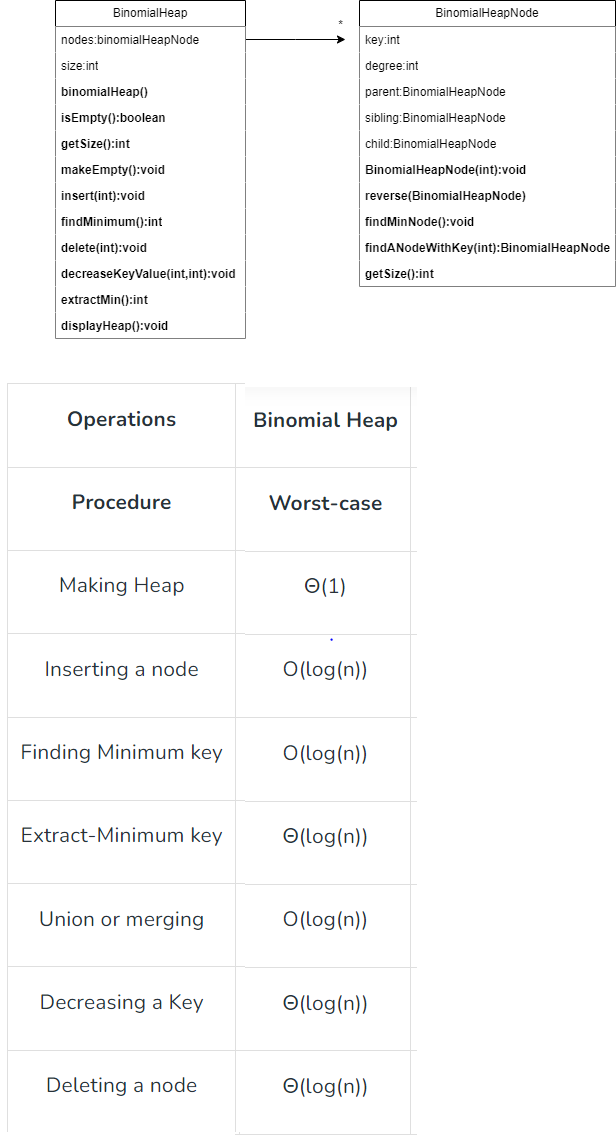 BinomialHeap
nodes:binomialHeapNode
size:int
binomialHeap()
isEmpty():boolean
getSize():int
makeEmpty():void
insert(int):void
findMinimum():int
delete(int):void
decreaseKeyValue(int,int):void
extractMin():int
displayHeap():void
*
BinomialHeapNode
key:int
degree:int
parent:BinomialHeapNode
sibling:BinomialHeapNode
child:BinomialHeapNode
BinomialHeapNode(int):void
reverse(BinomialHeapNode)
findMinNode():void
findANodeWithKey(int):BinomialHeapNode
getSize():int
Operations Binomial Heap
Procedure Worst-case
Making Heap Θ(1)
Inserting a node O(log(n))
Finding Minimum key O(log(n))
Extract-Minimum key Θ(log(n))
Union or merging O(log(n))
Decreasing a Key Θ(log(n))
Deleting a node Θ(log(n))